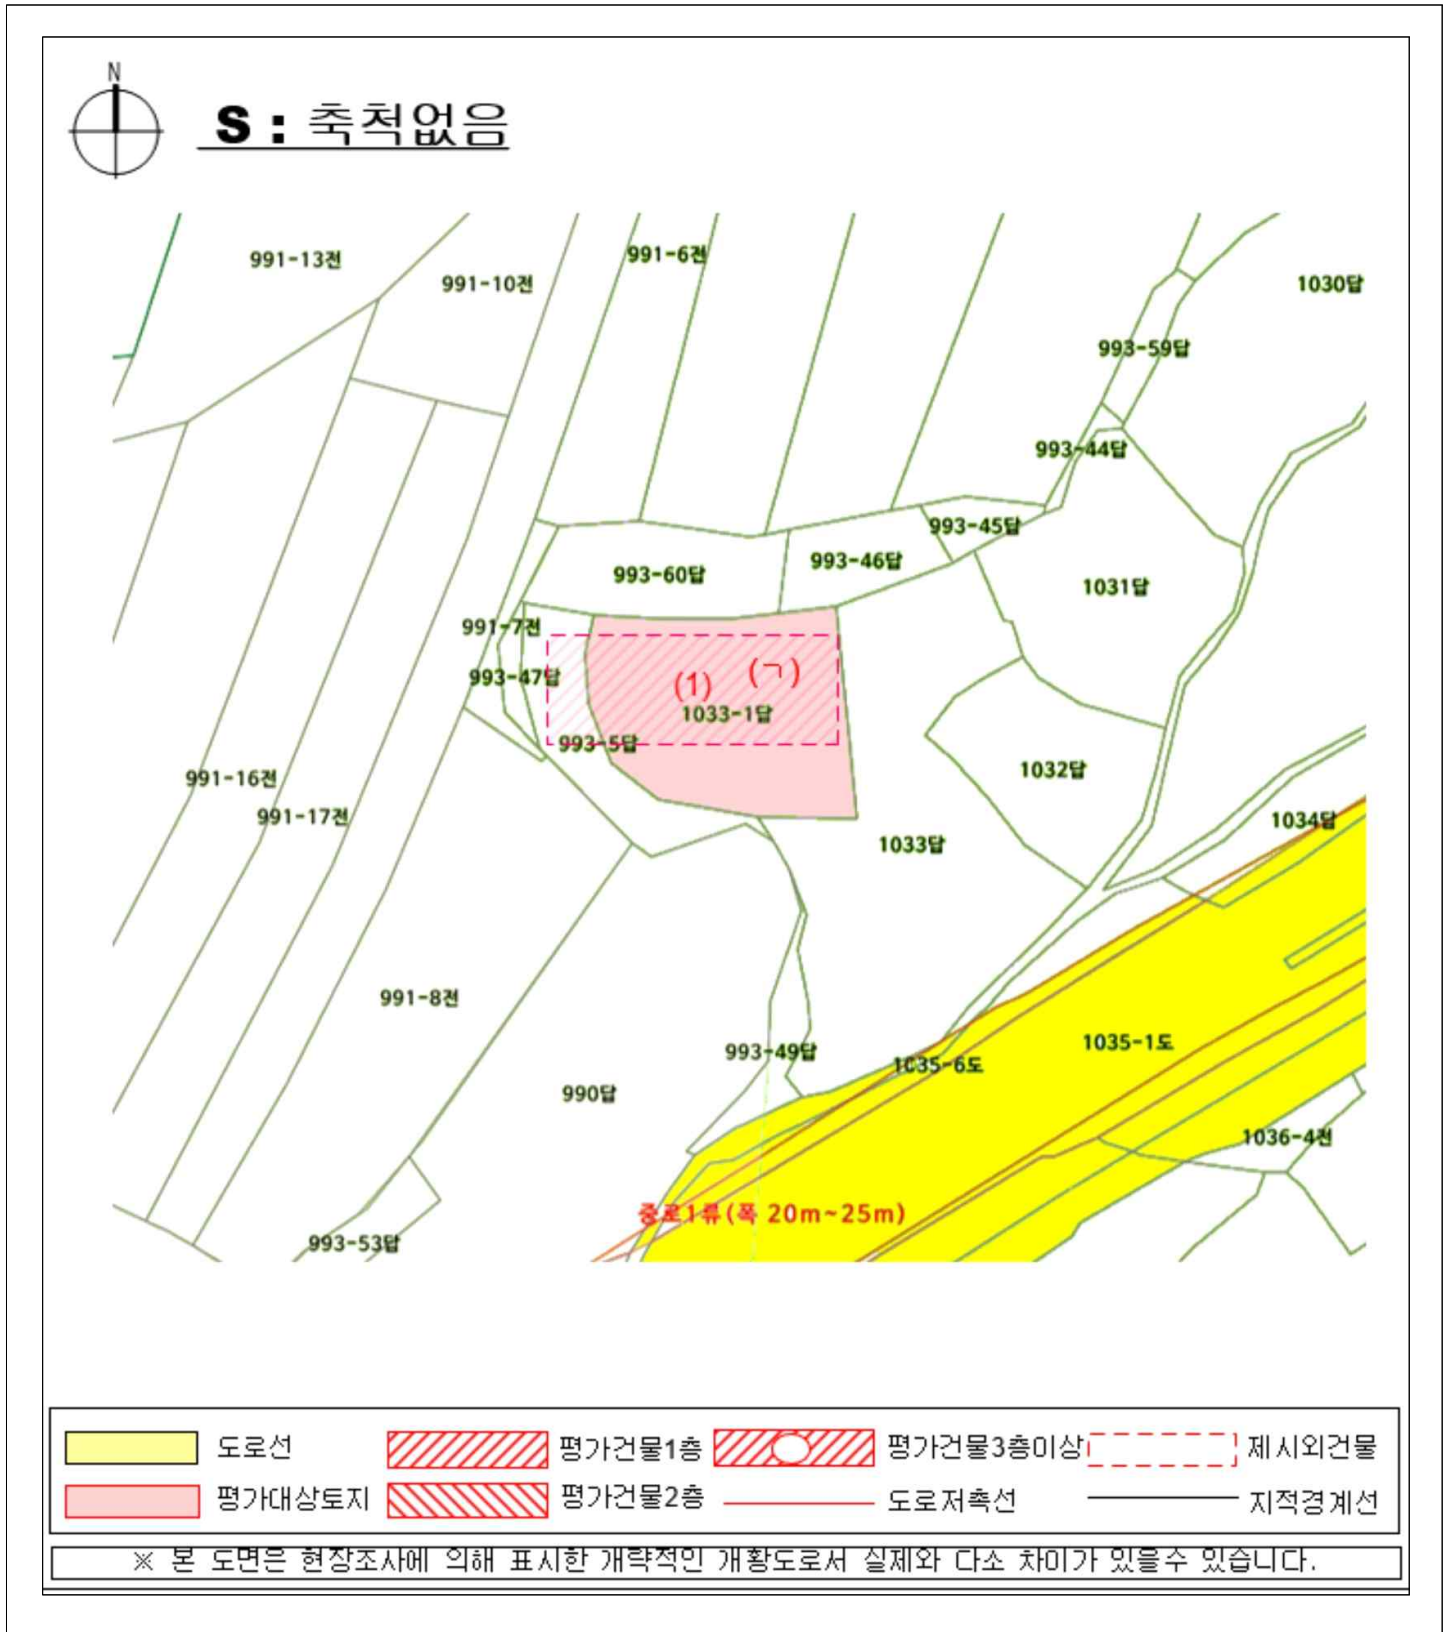 N
S : 축척없음
991-13전
991-6전
991-10전
1030답
993-59답
993-44답
993-45답
993-46답
993-60답
1031답
991-7전
993-47답
(1)
(ㄱ)
1033-1답
993-5답
1032답
991-16전
991-17전
1034답
1033답
991-8전
1035-1도
993-49답
1035-6도
990답
1036-4전
중로1류(폭 20m~25m)
993-53답
도로선
평가건물1층
평가건물3층이상
제시외건물
평가대상토지
평가건물2층
도로저촉선
지적경계선
※ 본 도면은 현장조사에 의해 표시한 개략적인 개황도로서 실제와 다소 차이가 있을수 있습니다.